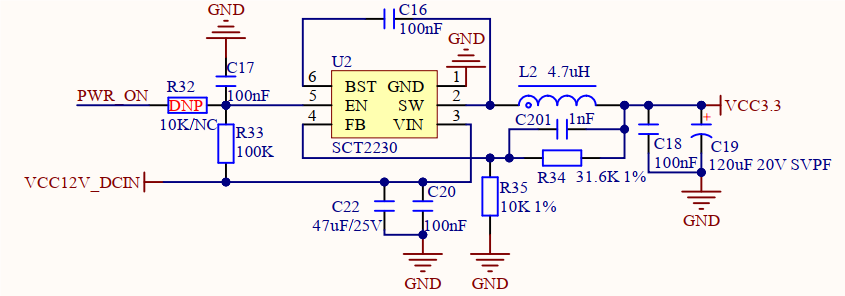 GND
C16
100nF
GND
U2
C17
100nF
L2 4.7uH
R32
PWR_ON
DNP
10K/NC
6 BST GND 1
5 EN SW 2
4 FB VIN 3
SCT2230
VCC3.3
C201 1nF
R33
100K
C18
100nF
C19
120uF 20V SVPF
R34 31.6K 1%
VCC12V_DCIN
R35
10K 1%
C22
47uF/25V
C20
100nF
GND
GND
GND